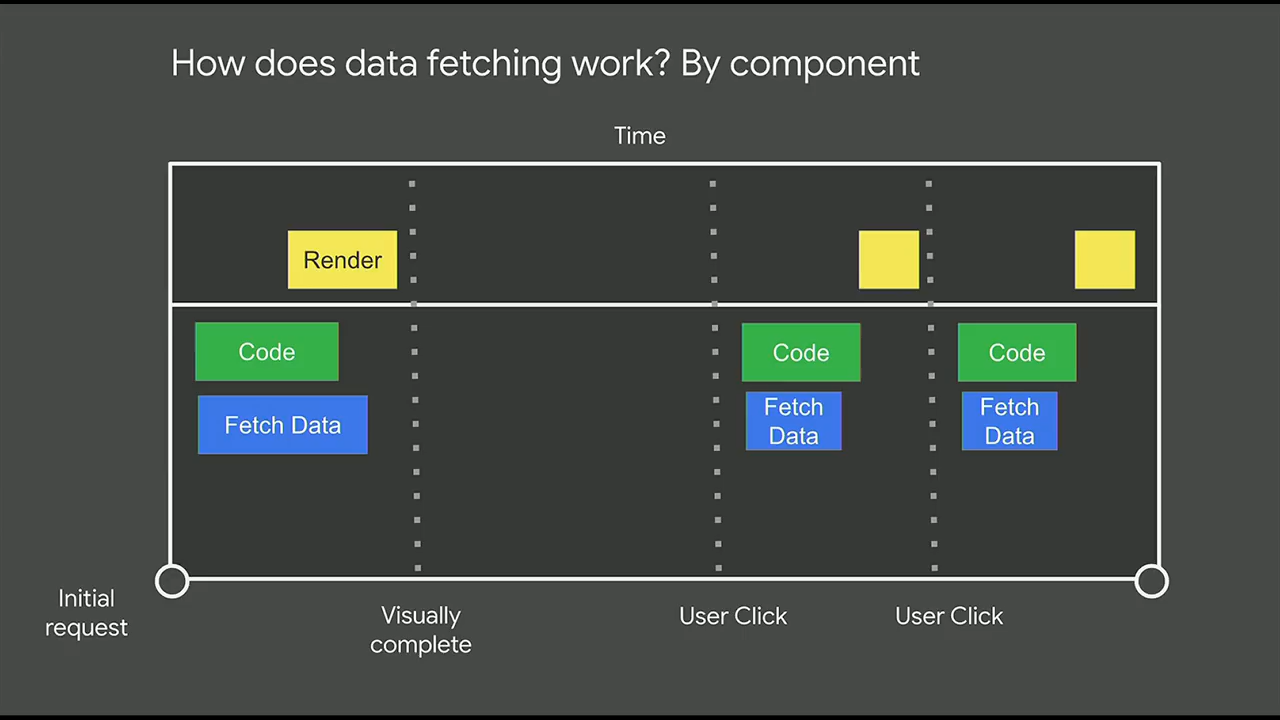 How does data fetching work? By component
Time
Render
Code
Fetch Data
Code
Fetch
Data
Code
Fetch
Data
Initial
request
Visually
complete
User Click
User Click